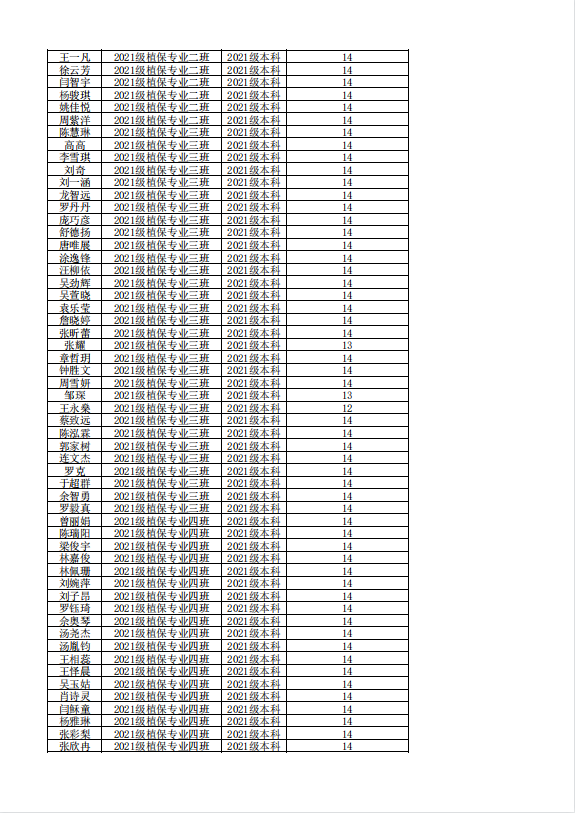 王一凡 2021级植保专业二班 2021级本科 14
徐云芳 2021级植保专业二班 2021级本科 14
闫智宇 2021级植保专业二班 2021级本科 14
杨骏琪 2021级植保专业二班 2021级本科 14
姚佳悦 2021级植保专业二班 2021级本科 14
周紫洋 2021级植保专业二班 2021级本科 14
陈慧琳 2021级植保专业三班 2021级本科 14
高高 2021级植保专业三班 2021级本科 14
李雪琪 2021级植保专业三班 2021级本科 14
刘奇 2021级植保专业三班 2021级本科 14
刘一涵 2021级植保专业三班 2021级本科 14
龙智远 2021级植保专业三班 2021级本科 14
罗丹丹 2021级植保专业三班 2021级本科 14
庞巧彦 2021级植保专业三班 2021级本科 14
舒德扬 2021级植保专业三班 2021级本科 14
唐唯展 2021级植保专业三班 2021级本科 14
涂逸锋 2021级植保专业三班 2021级本科 14
汪柳依 2021级植保专业三班 2021级本科 14
吴劲辉 2021级植保专业三班 2021级本科 14
吴萱晓 2021级植保专业三班 2021级本科 14
袁乐莹 2021级植保专业三班 2021级本科 14
詹晓婷 2021级植保专业三班 2021级本科 14
张昕蕾 2021级植保专业三班 2021级本科 14
张耀 2021级植保专业三班 2021级本科 13
章哲玥 2021级植保专业三班 2021级本科 14
钟胜文 2021级植保专业三班 2021级本科 14
周雪妍 2021级植保专业三班 2021级本科 14
邹琛 2021级植保专业三班 2021级本科 13
王永燊 2021级植保专业三班 2021级本科 12
蔡致远 2021级植保专业三班 2021级本科 14
陈泓霖 2021级植保专业三班 2021级本科 14
郭家树 2021级植保专业三班 2021级本科 14
连文杰 2021级植保专业三班 2021级本科 14
罗克 2021级植保专业三班 2021级本科 14
于超群 2021级植保专业三班 2021级本科 14
余智勇 2021级植保专业三班 2021级本科 14
罗毅真 2021级植保专业三班 2021级本科 14
曾丽娟 2021级植保专业四班 2021级本科 14
陈瑞阳 2021级植保专业四班 2021级本科 14
梁俊宇 2021级植保专业四班 2021级本科 14
林嘉俊 2021级植保专业四班 2021级本科 14
林佩珊 2021级植保专业四班 2021级本科 14
刘婉萍 2021级植保专业四班 2021级本科 14
刘子昂 2021级植保专业四班 2021级本科 14
罗钰琦 2021级植保专业四班 2021级本科 14
佘奥琴 2021级植保专业四班 2021级本科 14
汤尧杰 2021级植保专业四班 2021级本科 14
汤胤钧 2021级植保专业四班 2021级本科 14
王相蕊 2021级植保专业四班 2021级本科 14
王怿晨 2021级植保专业四班 2021级本科 14
吴玉姑 2021级植保专业四班 2021级本科 14
肖诗灵 2021级植保专业四班 2021级本科 14
闫稣童 2021级植保专业四班 2021级本科 14
杨雅琳 2021级植保专业四班 2021级本科 14
张彩梨 2021级植保专业四班 2021级本科 14
张欣冉 2021级植保专业四班 2021级本科 14